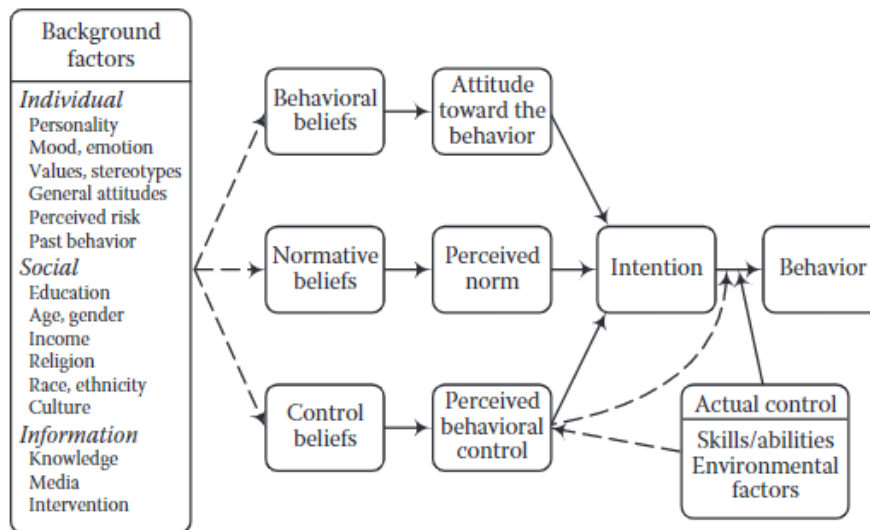 Background
factors
Individual
Personality
Mood, emotion
Values, stereotypes
General attitudes
Perceived risk
Past behavior
Social
Education
Age, gender
Income
Religion
Race, ethnicity
Culture
Information
Knowledge
Media
Intervention
Behavioral
beliefs
Attitude
toward the
behavior
Normative
beliefs
Perceived
norm
Intention
Behavior
Control
beliefs
Perceived
behavioral
control
Actual control
Skills/abilities
Environmental
factors